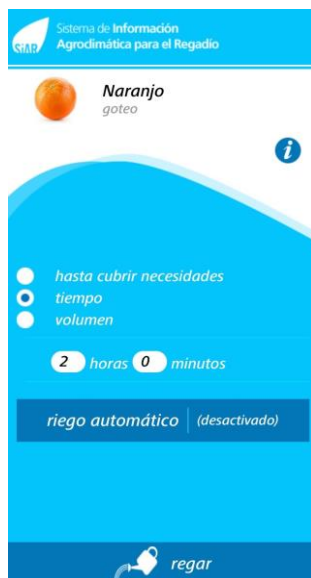 SiAR
Sistema de Información
Agroclimática para el Regadío
Naranjo
goteo
i
hasta cubrir necesidades
tiempo
volumen
2 horas 0 minutos
riego automático (desactivado)
regar